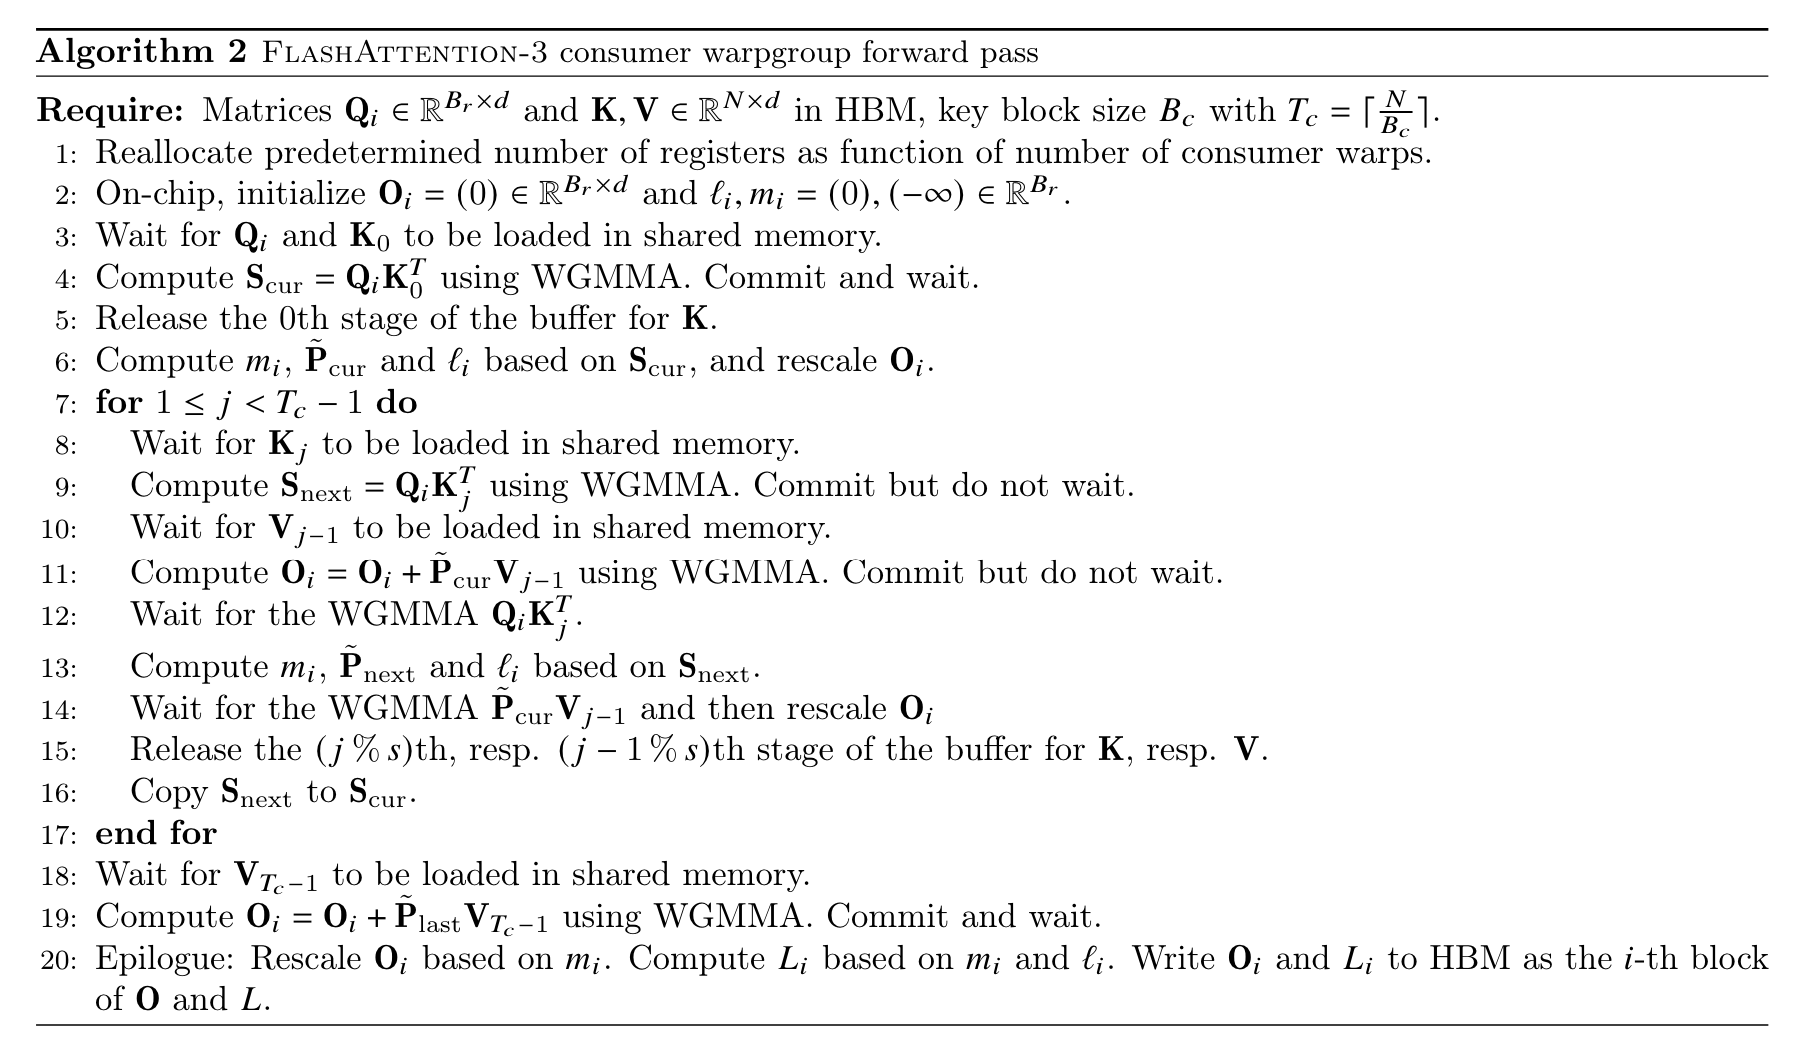 Algorithm 2 FlashAttention-3 consumer warpgroup forward pass
Require: Matrices $\mathbf{Q}_i \in \mathbb{R}^{B_r \times d}$ and $\mathbf{K}, \mathbf{V} \in \mathbb{R}^{N \times d}$ in HBM, key block size $B_c$ with $T_c = \lceil \frac{N}{B_c} \rceil$.
1: Reallocate predetermined number of registers as function of number of consumer warps.
2: On-chip, initialize $\mathbf{O}_i = (0) \in \mathbb{R}^{B_r \times d}$ and $\ell_i, m_i = (0), (-\infty) \in \mathbb{R}^{B_r}$.
3: Wait for $\mathbf{Q}_i$ and $\mathbf{K}_0$ to be loaded in shared memory.
4: Compute $\mathbf{S}_{\text{cur}} = \mathbf{Q}_i \mathbf{K}_0^T$ using WGMMA. Commit and wait.
5: Release the 0th stage of the buffer for $\mathbf{K}$.
6: Compute $m_i$, $\tilde{\mathbf{P}}_{\text{cur}}$ and $\ell_i$ based on $\mathbf{S}_{\text{cur}}$, and rescale $\mathbf{O}_i$.
7: for $1 \le j < T_c - 1$ do
8: Wait for $\mathbf{K}_j$ to be loaded in shared memory.
9: Compute $\mathbf{S}_{\text{next}} = \mathbf{Q}_i \mathbf{K}_j^T$ using WGMMA. Commit but do not wait.
10: Wait for $\mathbf{V}_{j-1}$ to be loaded in shared memory.
11: Compute $\mathbf{O}_i = \mathbf{O}_i + \tilde{\mathbf{P}}_{\text{cur}} \mathbf{V}_{j-1}$ using WGMMA. Commit but do not wait.
12: Wait for the WGMMA $\mathbf{Q}_i \mathbf{K}_j^T$.
13: Compute $m_i$, $\tilde{\mathbf{P}}_{\text{next}}$ and $\ell_i$ based on $\mathbf{S}_{\text{next}}$.
14: Wait for the WGMMA $\tilde{\mathbf{P}}_{\text{cur}} \mathbf{V}_{j-1}$ and then rescale $\mathbf{O}_i$
15: Release the $(j \% s)$th, resp. $(j - 1 \% s)$th stage of the buffer for $\mathbf{K}$, resp. $\mathbf{V}$.
16: Copy $\mathbf{S}_{\text{next}}$ to $\mathbf{S}_{\text{cur}}$.
17: end for
18: Wait for $\mathbf{V}_{T_c-1}$ to be loaded in shared memory.
19: Compute $\mathbf{O}_i = \mathbf{O}_i + \tilde{\mathbf{P}}_{\text{last}} \mathbf{V}_{T_c-1}$ using WGMMA. Commit and wait.
20: Epilogue: Rescale $\mathbf{O}_i$ based on $m_i$. Compute $L_i$ based on $m_i$ and $\ell_i$. Write $\mathbf{O}_i$ and $L_i$ to HBM as the $i$-th block
of $\mathbf{O}$ and $L$.